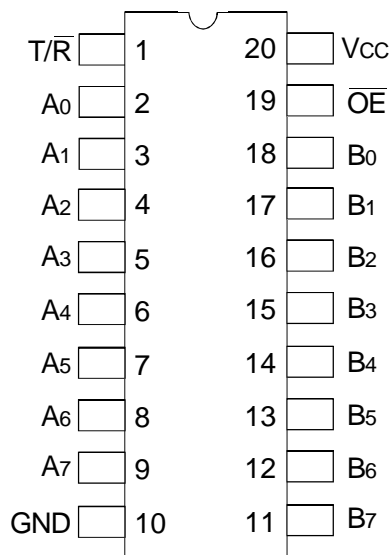 T/R̅ 1 20 VCC
A0 2 19 O̅E̅
A1 3 18 B0
A2 4 17 B1
A3 5 16 B2
A4 6 15 B3
A5 7 14 B4
A6 8 13 B5
A7 9 12 B6
GND 10 11 B7